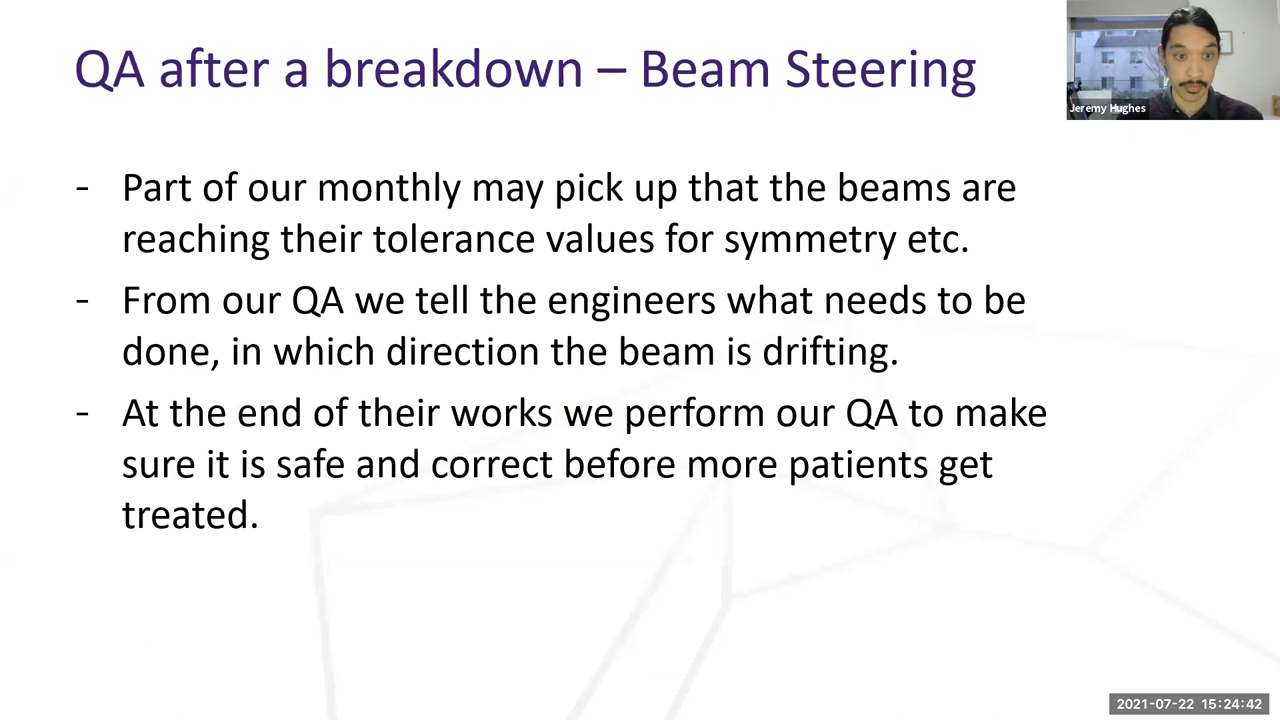 QA after a breakdown – Beam Steering
Jeremy Hughes
- Part of our monthly may pick up that the beams are
reaching their tolerance values for symmetry etc.
- From our QA we tell the engineers what needs to be
done, in which direction the beam is drifting.
- At the end of their works we perform our QA to make
sure it is safe and correct before more patients get
treated.
2021-07-22 15:24:42